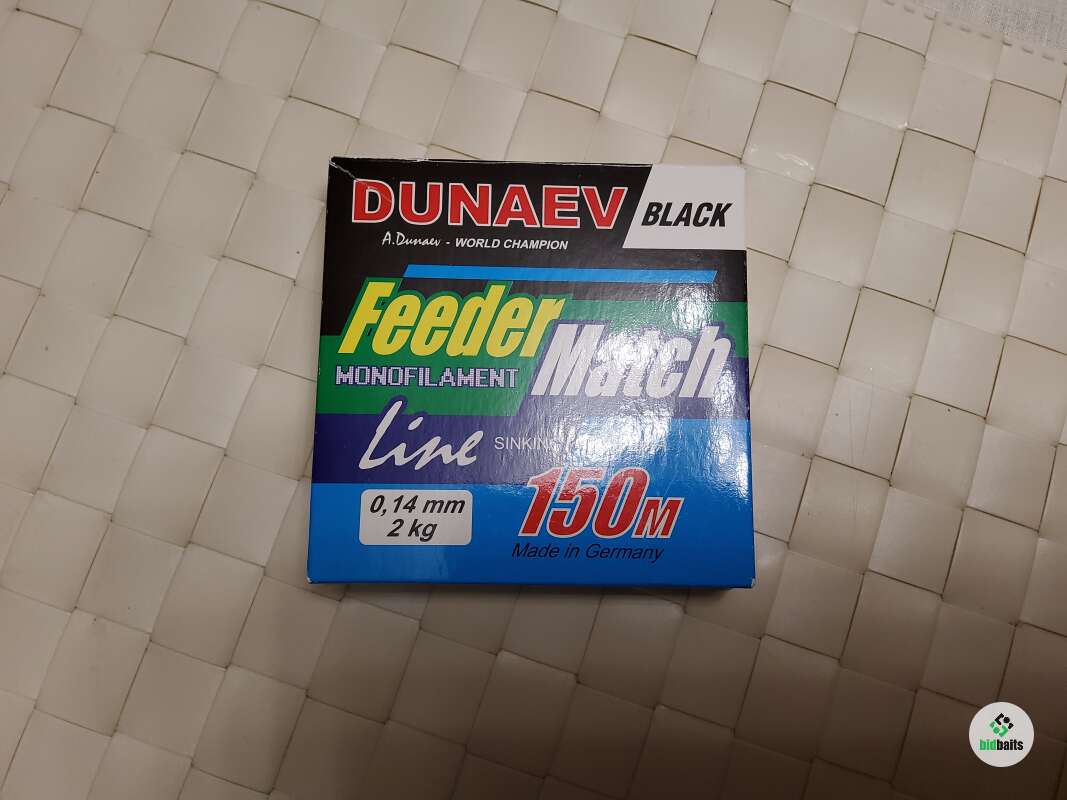 DUNAEV BLACK
A.Dunaev - WORLD CHAMPION
Feeder Match
MONOFILAMENT
Line SINKING
0,14 mm
2 kg
150M
Made in Germany
bidbaits